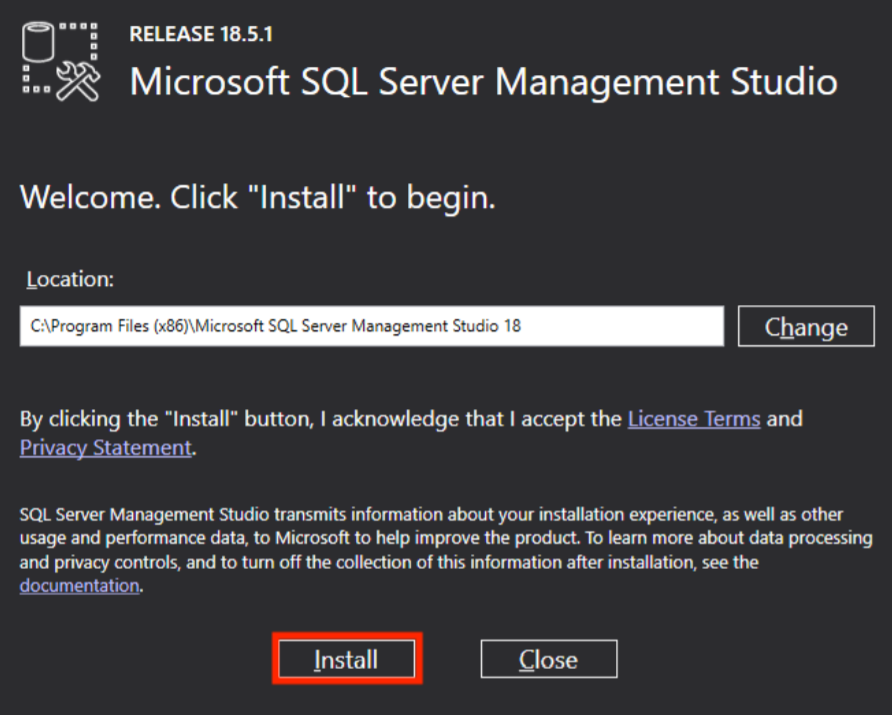 RELEASE 18.5.1
Microsoft SQL Server Management Studio
Welcome. Click "Install" to begin.
Location:
C:\Program Files (x86)\Microsoft SQL Server Management Studio 18
Change
By clicking the "Install" button, I acknowledge that I accept the License Terms and
Privacy Statement.
SQL Server Management Studio transmits information about your installation experience, as well as other
usage and performance data, to Microsoft to help improve the product. To learn more about data processing
and privacy controls, and to turn off the collection of this information after installation, see the
documentation.
Install
Close